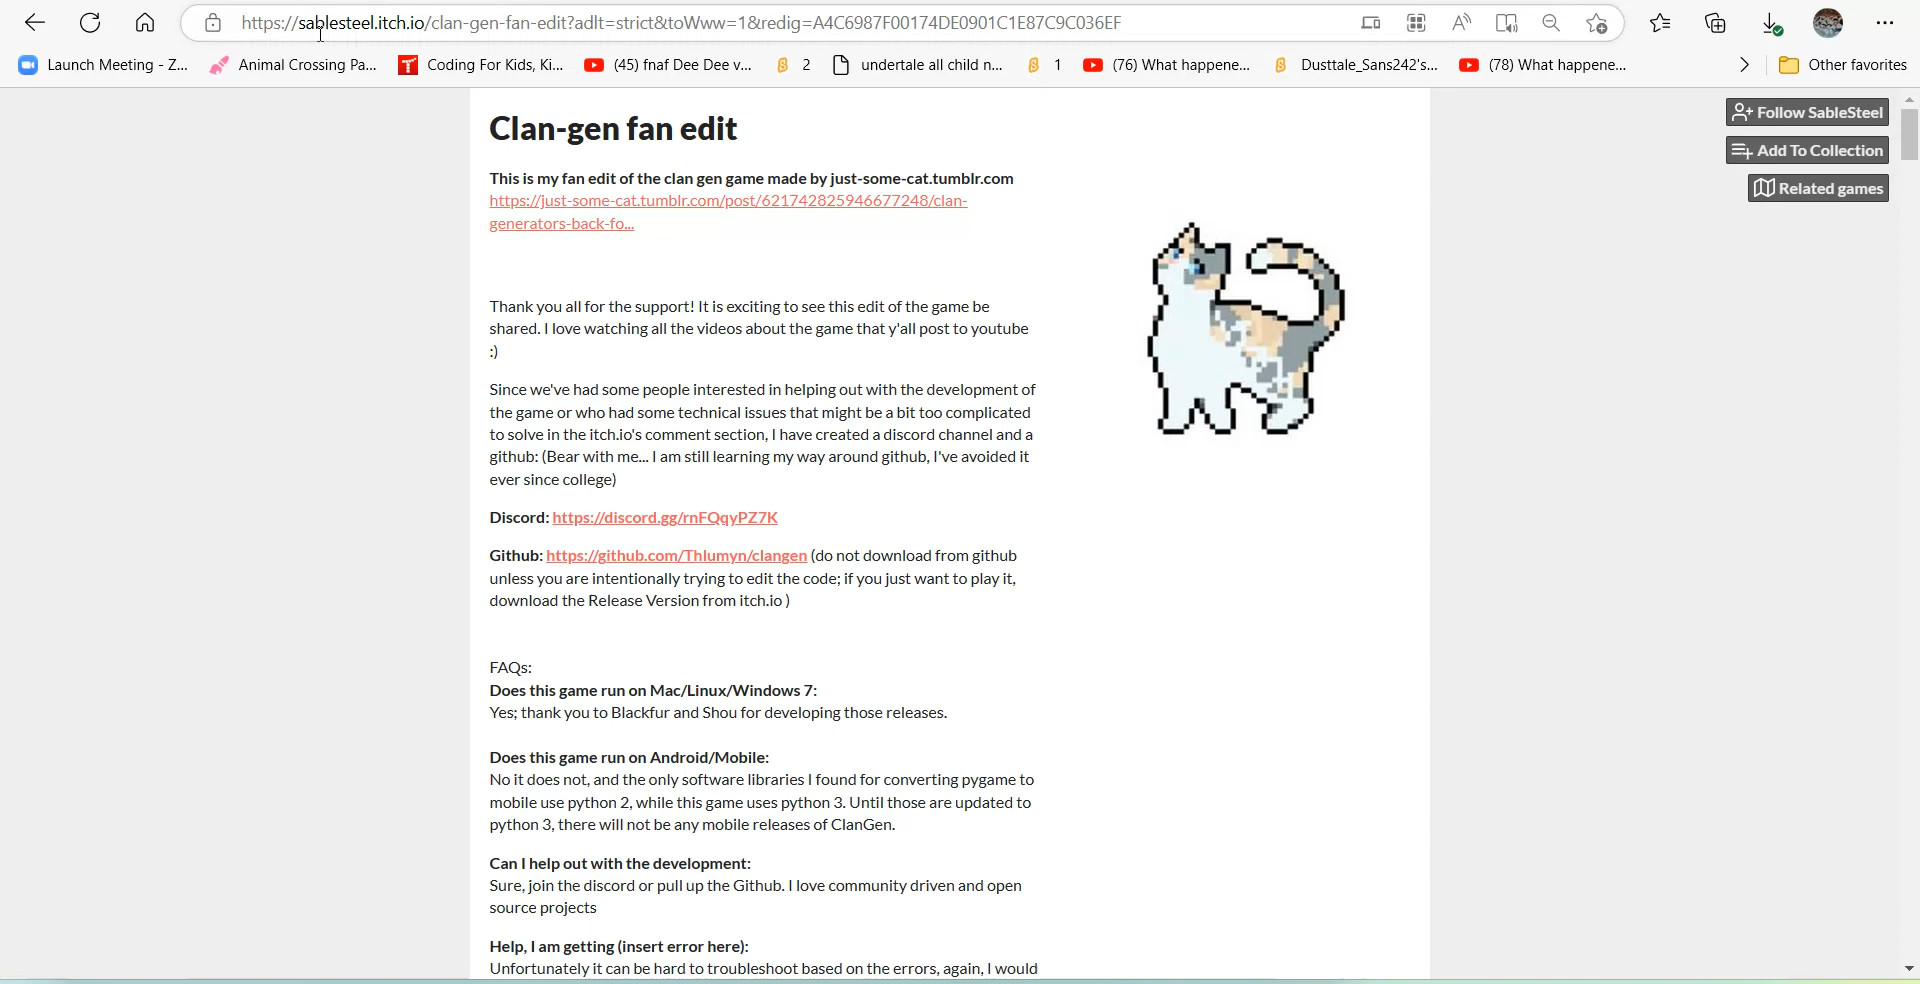 https://sablesteel.itch.io/clan-gen-fan-edit?adlt=strict&toWww=1&redig=A4C6987F00174DE0901C1E87C9C036EF
Launch Meeting - Z... Animal Crossing Pa... Coding For Kids, Ki... (45) fnaf Dee Dee v... 2 undertale all child n... 1 (76) What happene... Dusttale_Sans242's... (78) What happene... Other favorites
Follow SableSteel
Add To Collection
Related games
Clan-gen fan edit
This is my fan edit of the clan gen game made by just-some-cat.tumblr.com
https://just-some-cat.tumblr.com/post/621742825946677248/clan-
generators-back-fo...
Thank you all for the support! It is exciting to see this edit of the game be
shared. I love watching all the videos about the game that y'all post to youtube
:)
Since we've had some people interested in helping out with the development of
the game or who had some technical issues that might be a bit too complicated
to solve in the itch.io's comment section, I have created a discord channel and a
github: (Bear with me... I am still learning my way around github, I've avoided it
ever since college)
Discord: https://discord.gg/rnFQqyPZ7K
Github: https://github.com/Thlumyn/clangen (do not download from github
unless you are intentionally trying to edit the code; if you just want to play it,
download the Release Version from itch.io )
FAQs:
Does this game run on Mac/Linux/Windows 7:
Yes; thank you to Blackfur and Shou for developing those releases.
Does this game run on Android/Mobile:
No it does not, and the only software libraries I found for converting pygame to
mobile use python 2, while this game uses python 3. Until those are updated to
python 3, there will not be any mobile releases of ClanGen.
Can I help out with the development:
Sure, join the discord or pull up the Github. I love community driven and open
source projects
Help, I am getting (insert error here):
Unfortunately it can be hard to troubleshoot based on the errors, again, I would